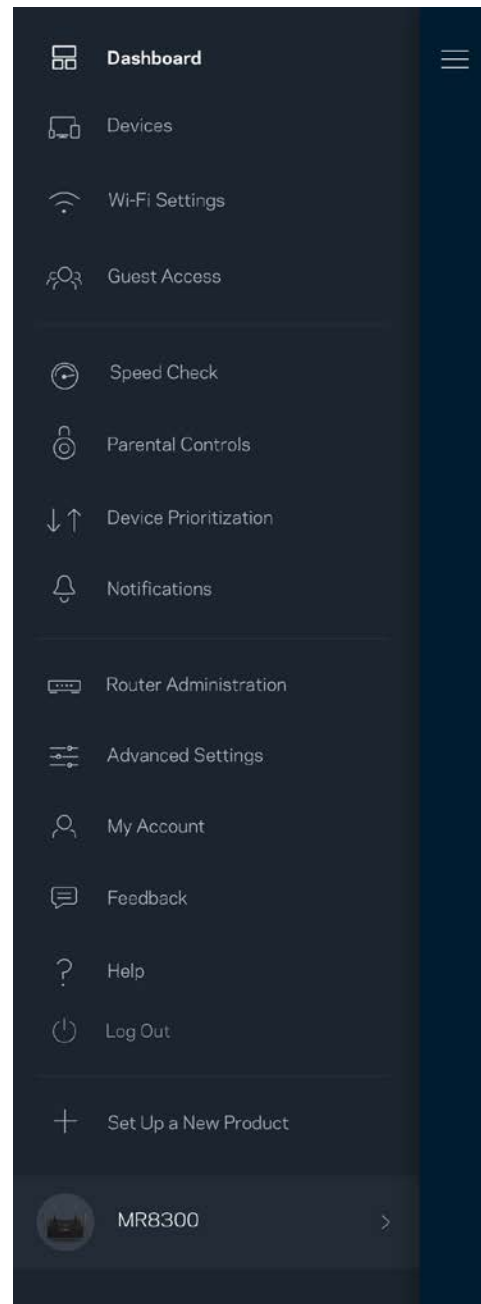 Dashboard
Devices
Wi-Fi Settings
Guest Access
Speed Check
Parental Controls
Device Prioritization
Notifications
Router Administration
Advanced Settings
My Account
Feedback
Help
Log Out
Set Up a New Product
MR8300